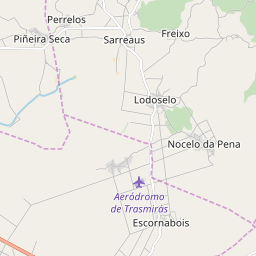 Perrelos
Freixo
Piñeira Seca
Sarreaus
Lodoselo
Nocelo da Pena
Aeródromo
de Trasmirás
Escornabois